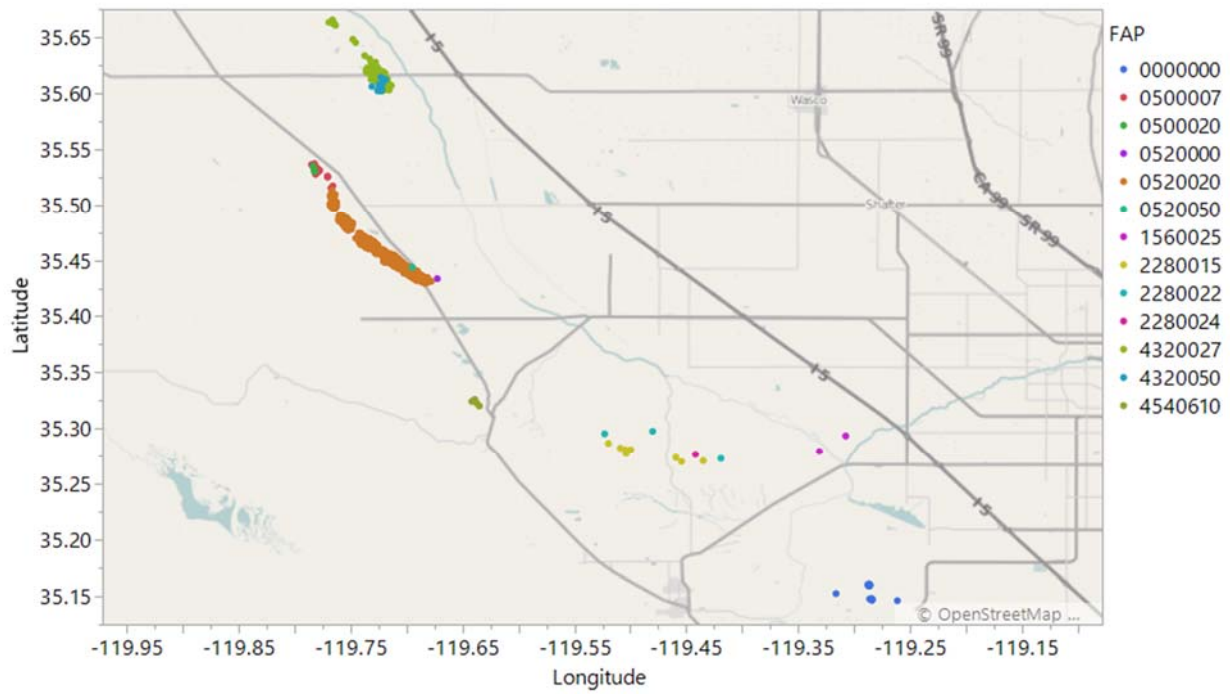 FAP
0000000
0500007
0500020
0520000
0520020
0520050
1560025
2280015
2280022
2280024
4320027
4320050
4540610
Latitude
35.65
35.60
35.55
35.50
35.45
35.40
35.35
35.30
35.25
35.20
35.15
I 5
SR 99
Wasco
CA 99
SR 99
I 5
Shafter
I 5
I 5
© OpenStreetMap ...
-119.95
-119.85
-119.75
-119.65
-119.55
-119.45
-119.35
-119.25
-119.15
Longitude